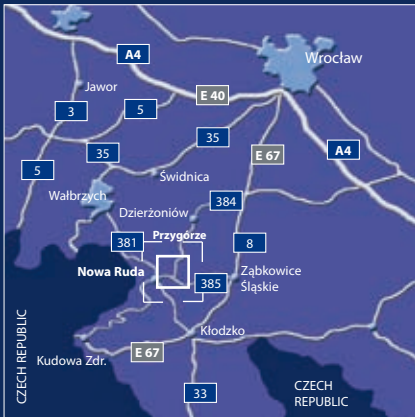 A4
Wrocław
Jawor
E 40
3
5
35
35
A4
E 67
5
Świdnica
Wałbrzych
384
Dzierżoniów
381
Przygórze
8
Nowa Ruda
385
Ząbkowice
Śląskie
CZECH REPUBLIC
Kłodzko
Kudowa Zdr.
E 67
CZECH
REPUBLIC
33